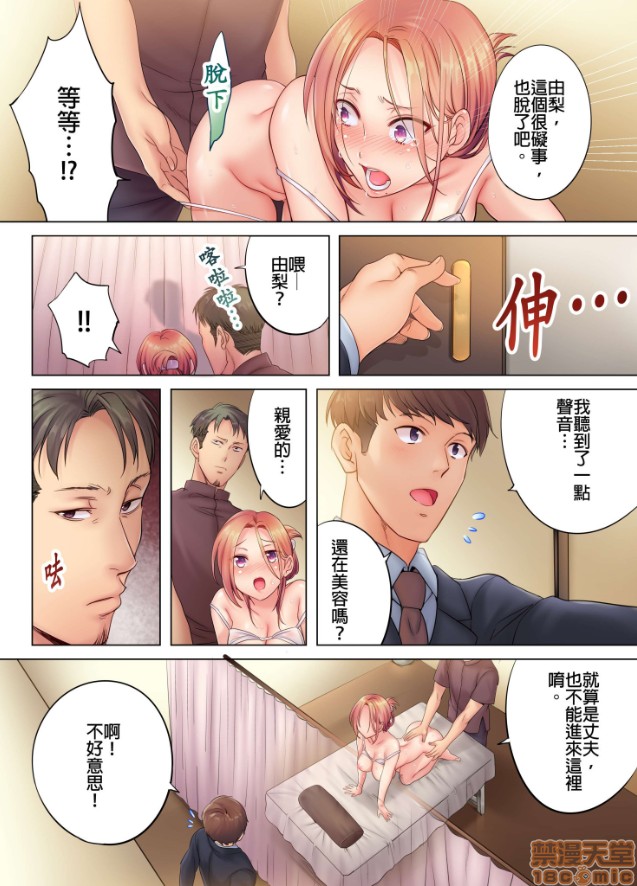 由梨，
這個很礙事，
也脫了吧。
脫下
等等…!?
伸…
喂—
由梨？
喀啦啦…
!!
我聽到了一點
聲音…
還在美容嗎？
親愛的…
呿
就算是丈夫，
也不能進來這裡
唷。
啊！
不好意思！
禁漫天堂
18COMIC